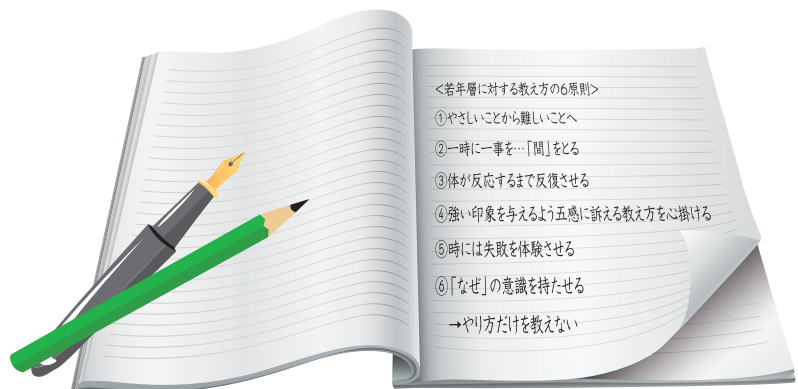 <若年層に対する教え方の6原則>
①やさしいことから難しいことへ
②一時に一事を…「間」をとる
③体が反応するまで反復させる
④強い印象を与えるよう五感に訴える教え方を心掛ける
⑤時には失敗を体験させる
⑥「なぜ」の意識を持たせる
→やり方だけを教えない